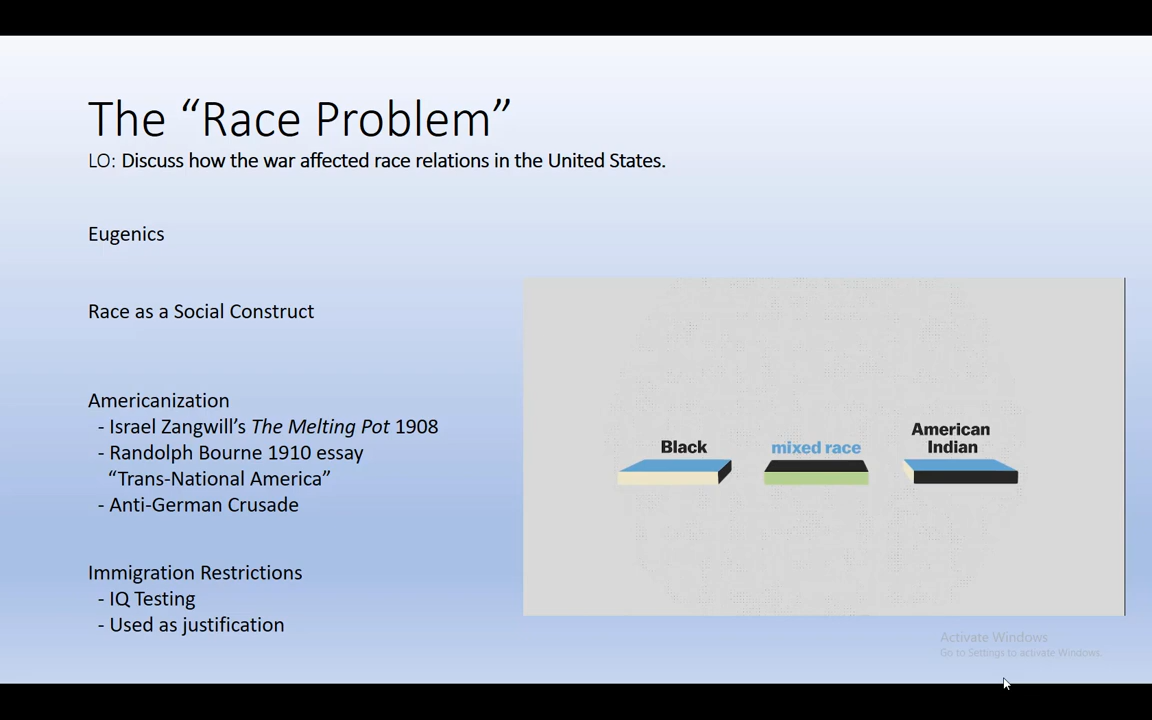 The “Race Problem”
LO: Discuss how the war affected race relations in the United States.
Eugenics
Race as a Social Construct
Americanization
- Israel Zangwill’s The Melting Pot 1908
- Randolph Bourne 1910 essay
“Trans-National America”
- Anti-German Crusade
Immigration Restrictions
- IQ Testing
- Used as justification
Black
mixed race
American
Indian
Activate Windows
Go to Settings to activate Windows.